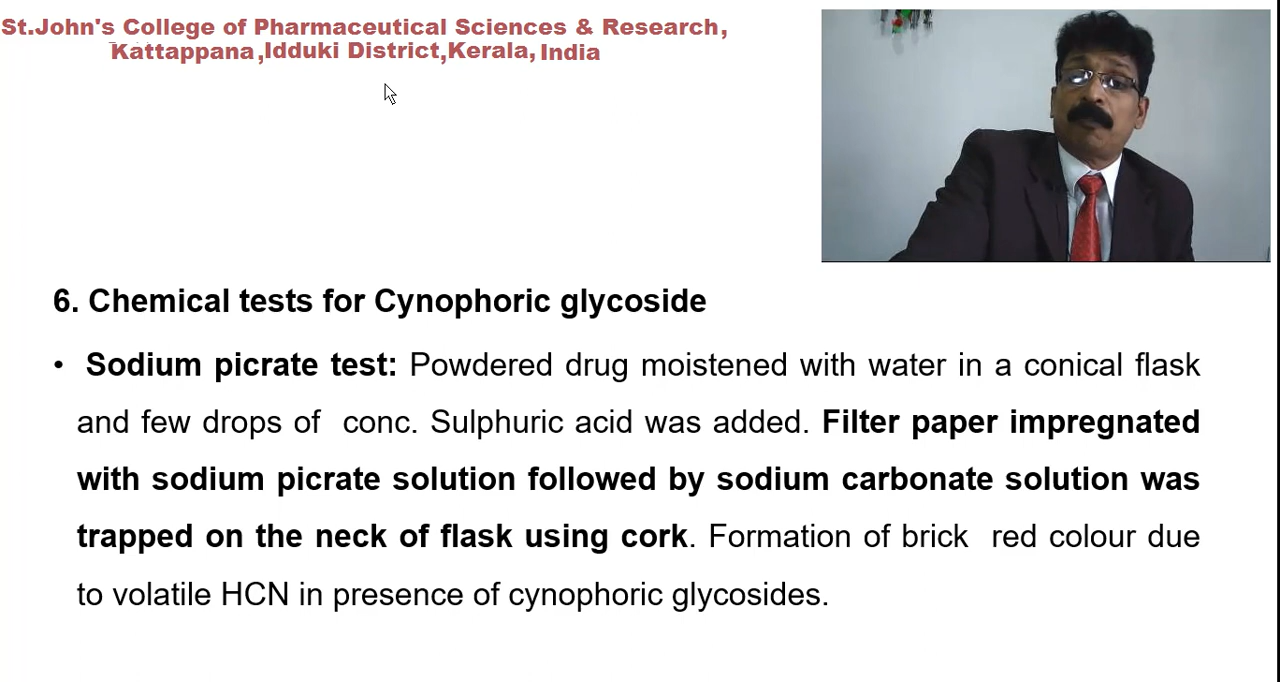 St.John's College of Pharmaceutical Sciences & Research,
Kattappana,Idduki District,Kerala, India
6. Chemical tests for Cynophoric glycoside
• Sodium picrate test: Powdered drug moistened with water in a conical flask
and few drops of conc. Sulphuric acid was added. Filter paper impregnated
with sodium picrate solution followed by sodium carbonate solution was
trapped on the neck of flask using cork. Formation of brick red colour due
to volatile HCN in presence of cynophoric glycosides.